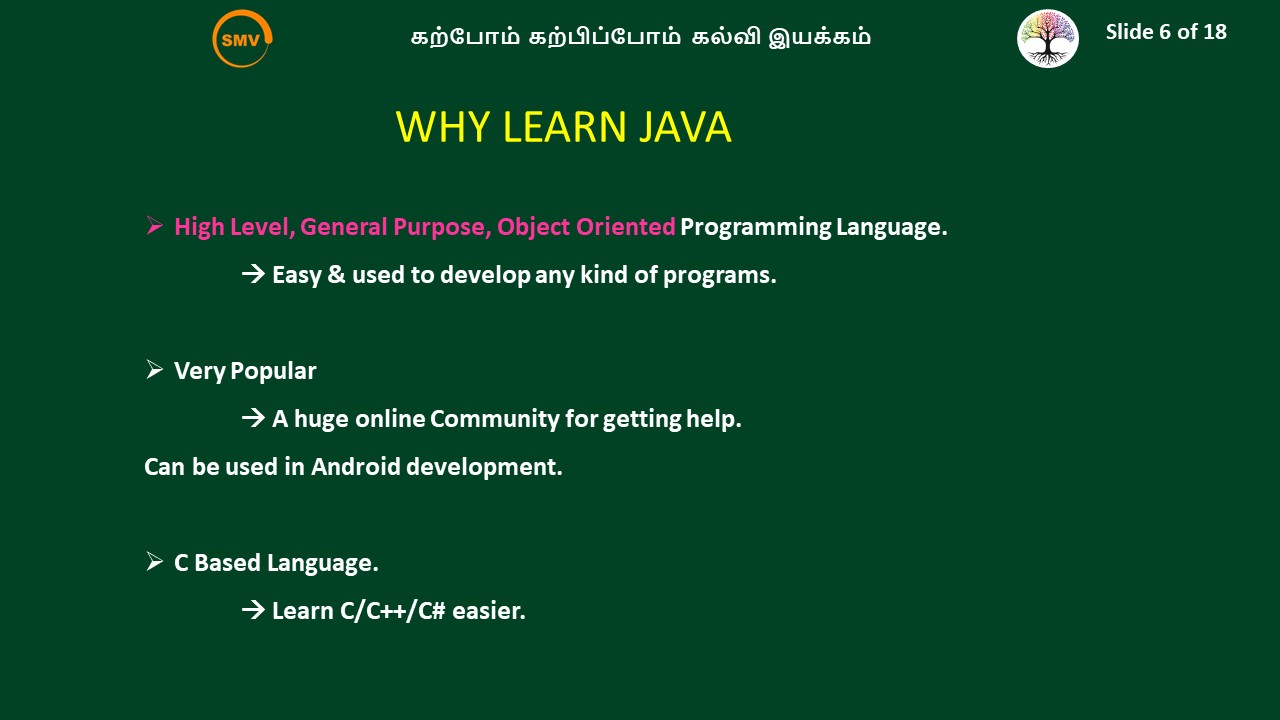 SMV
கற்போம் கற்பிப்போம் கல்வி இயக்கம்
Slide 6 of 18
WHY LEARN JAVA
➢ High Level, General Purpose, Object Oriented Programming Language.
→ Easy & used to develop any kind of programs.
➢ Very Popular
→ A huge online Community for getting help.
Can be used in Android development.
➢ C Based Language.
→ Learn C/C++/C# easier.